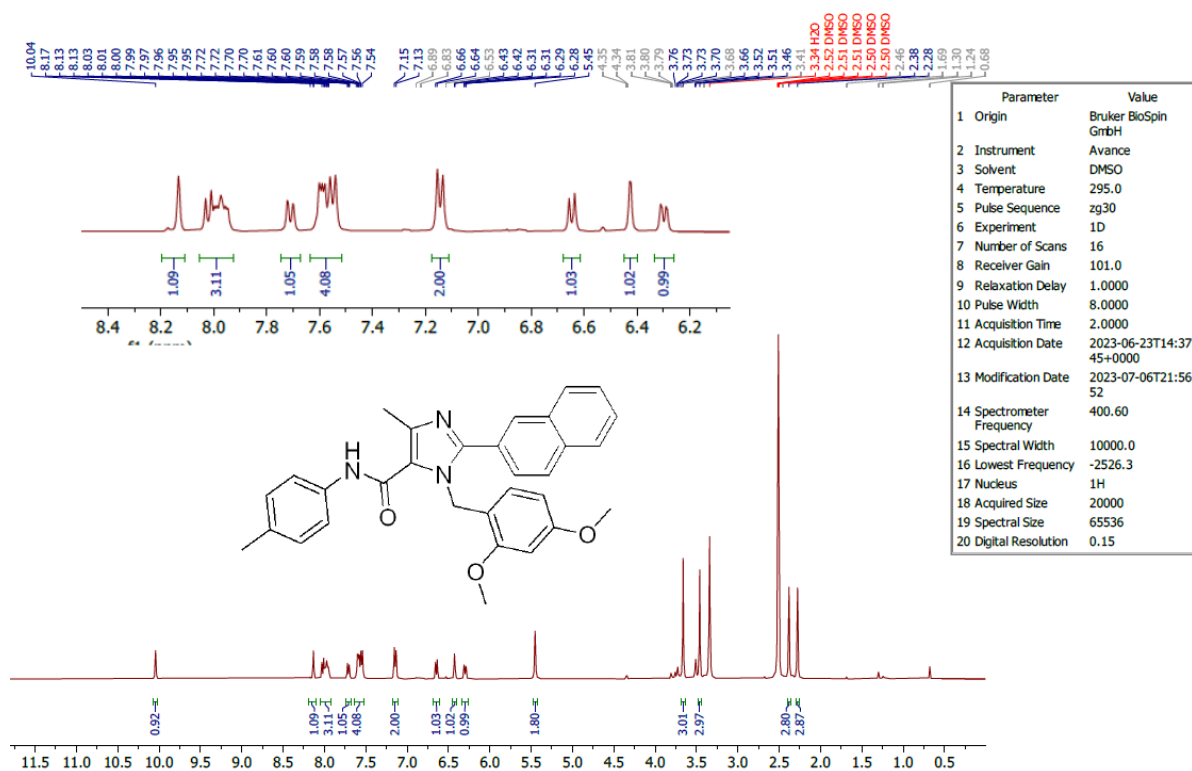 10.04 8.17 8.13 8.13 8.03 8.01 8.00 7.99 7.97 7.96 7.95 7.95 7.72 7.72 7.70 7.70 7.61 7.60 7.60 7.59 7.58 7.58 7.57 7.56 7.54 7.15 7.13 6.89 6.83 6.66 6.64 6.53 6.43 6.42 6.31 6.31 6.29 6.28 5.45 4.35 4.34 3.81 3.80 3.79 3.76 3.73 3.73 3.70 3.68 3.66 3.52 3.51 3.46 3.41 3.34 H2O 2.52 DMSO 2.51 DMSO 2.51 DMSO 2.50 DMSO 2.50 DMSO 2.46 2.38 2.28 1.69 1.30 1.24 0.68
Parameter Value
1 Origin Bruker BioSpin
GmbH
2 Instrument Avance
3 Solvent DMSO
4 Temperature 295.0
5 Pulse Sequence zg30
6 Experiment 1D
7 Number of Scans 16
8 Receiver Gain 101.0
9 Relaxation Delay 1.0000
10 Pulse Width 8.0000
11 Acquisition Time 2.0000
12 Acquisition Date 2023-06-23T14:37
45+0000
13 Modification Date 2023-07-06T21:56
52
14 Spectrometer 400.60
Frequency
15 Spectral Width 10000.0
16 Lowest Frequency -2526.3
17 Nucleus 1H
18 Acquired Size 20000
19 Spectral Size 65536
20 Digital Resolution 0.15
1.09 3.11 1.05 4.08 2.00 1.03 1.02 0.99
8.4 8.2 8.0 7.8 7.6 7.4 7.2 7.0 6.8 6.6 6.4 6.2
N
H
N
N
O
O
O
0.92 1.09 3.11 1.05 4.08 2.00 1.03 1.02 0.99 1.80 3.01 2.97 2.80 2.87
11.5 11.0 10.5 10.0 9.5 9.0 8.5 8.0 7.5 7.0 6.5 6.0 5.5 5.0 4.5 4.0 3.5 3.0 2.5 2.0 1.5 1.0 0.5